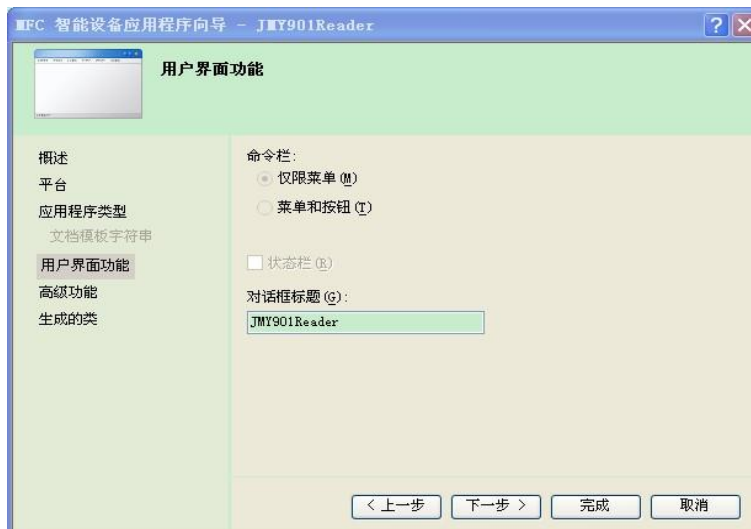 MFC 智能设备应用程序向导 - JMY901Reader
用户界面功能
概述
平台
应用程序类型
文档模板字符串
用户界面功能
高级功能
生成的类
命令栏:
仅限菜单(M)
菜单和按钮(T)
状态栏(R)
对话框标题(G):
JMY901Reader
< 上一步
下一步 >
完成
取消